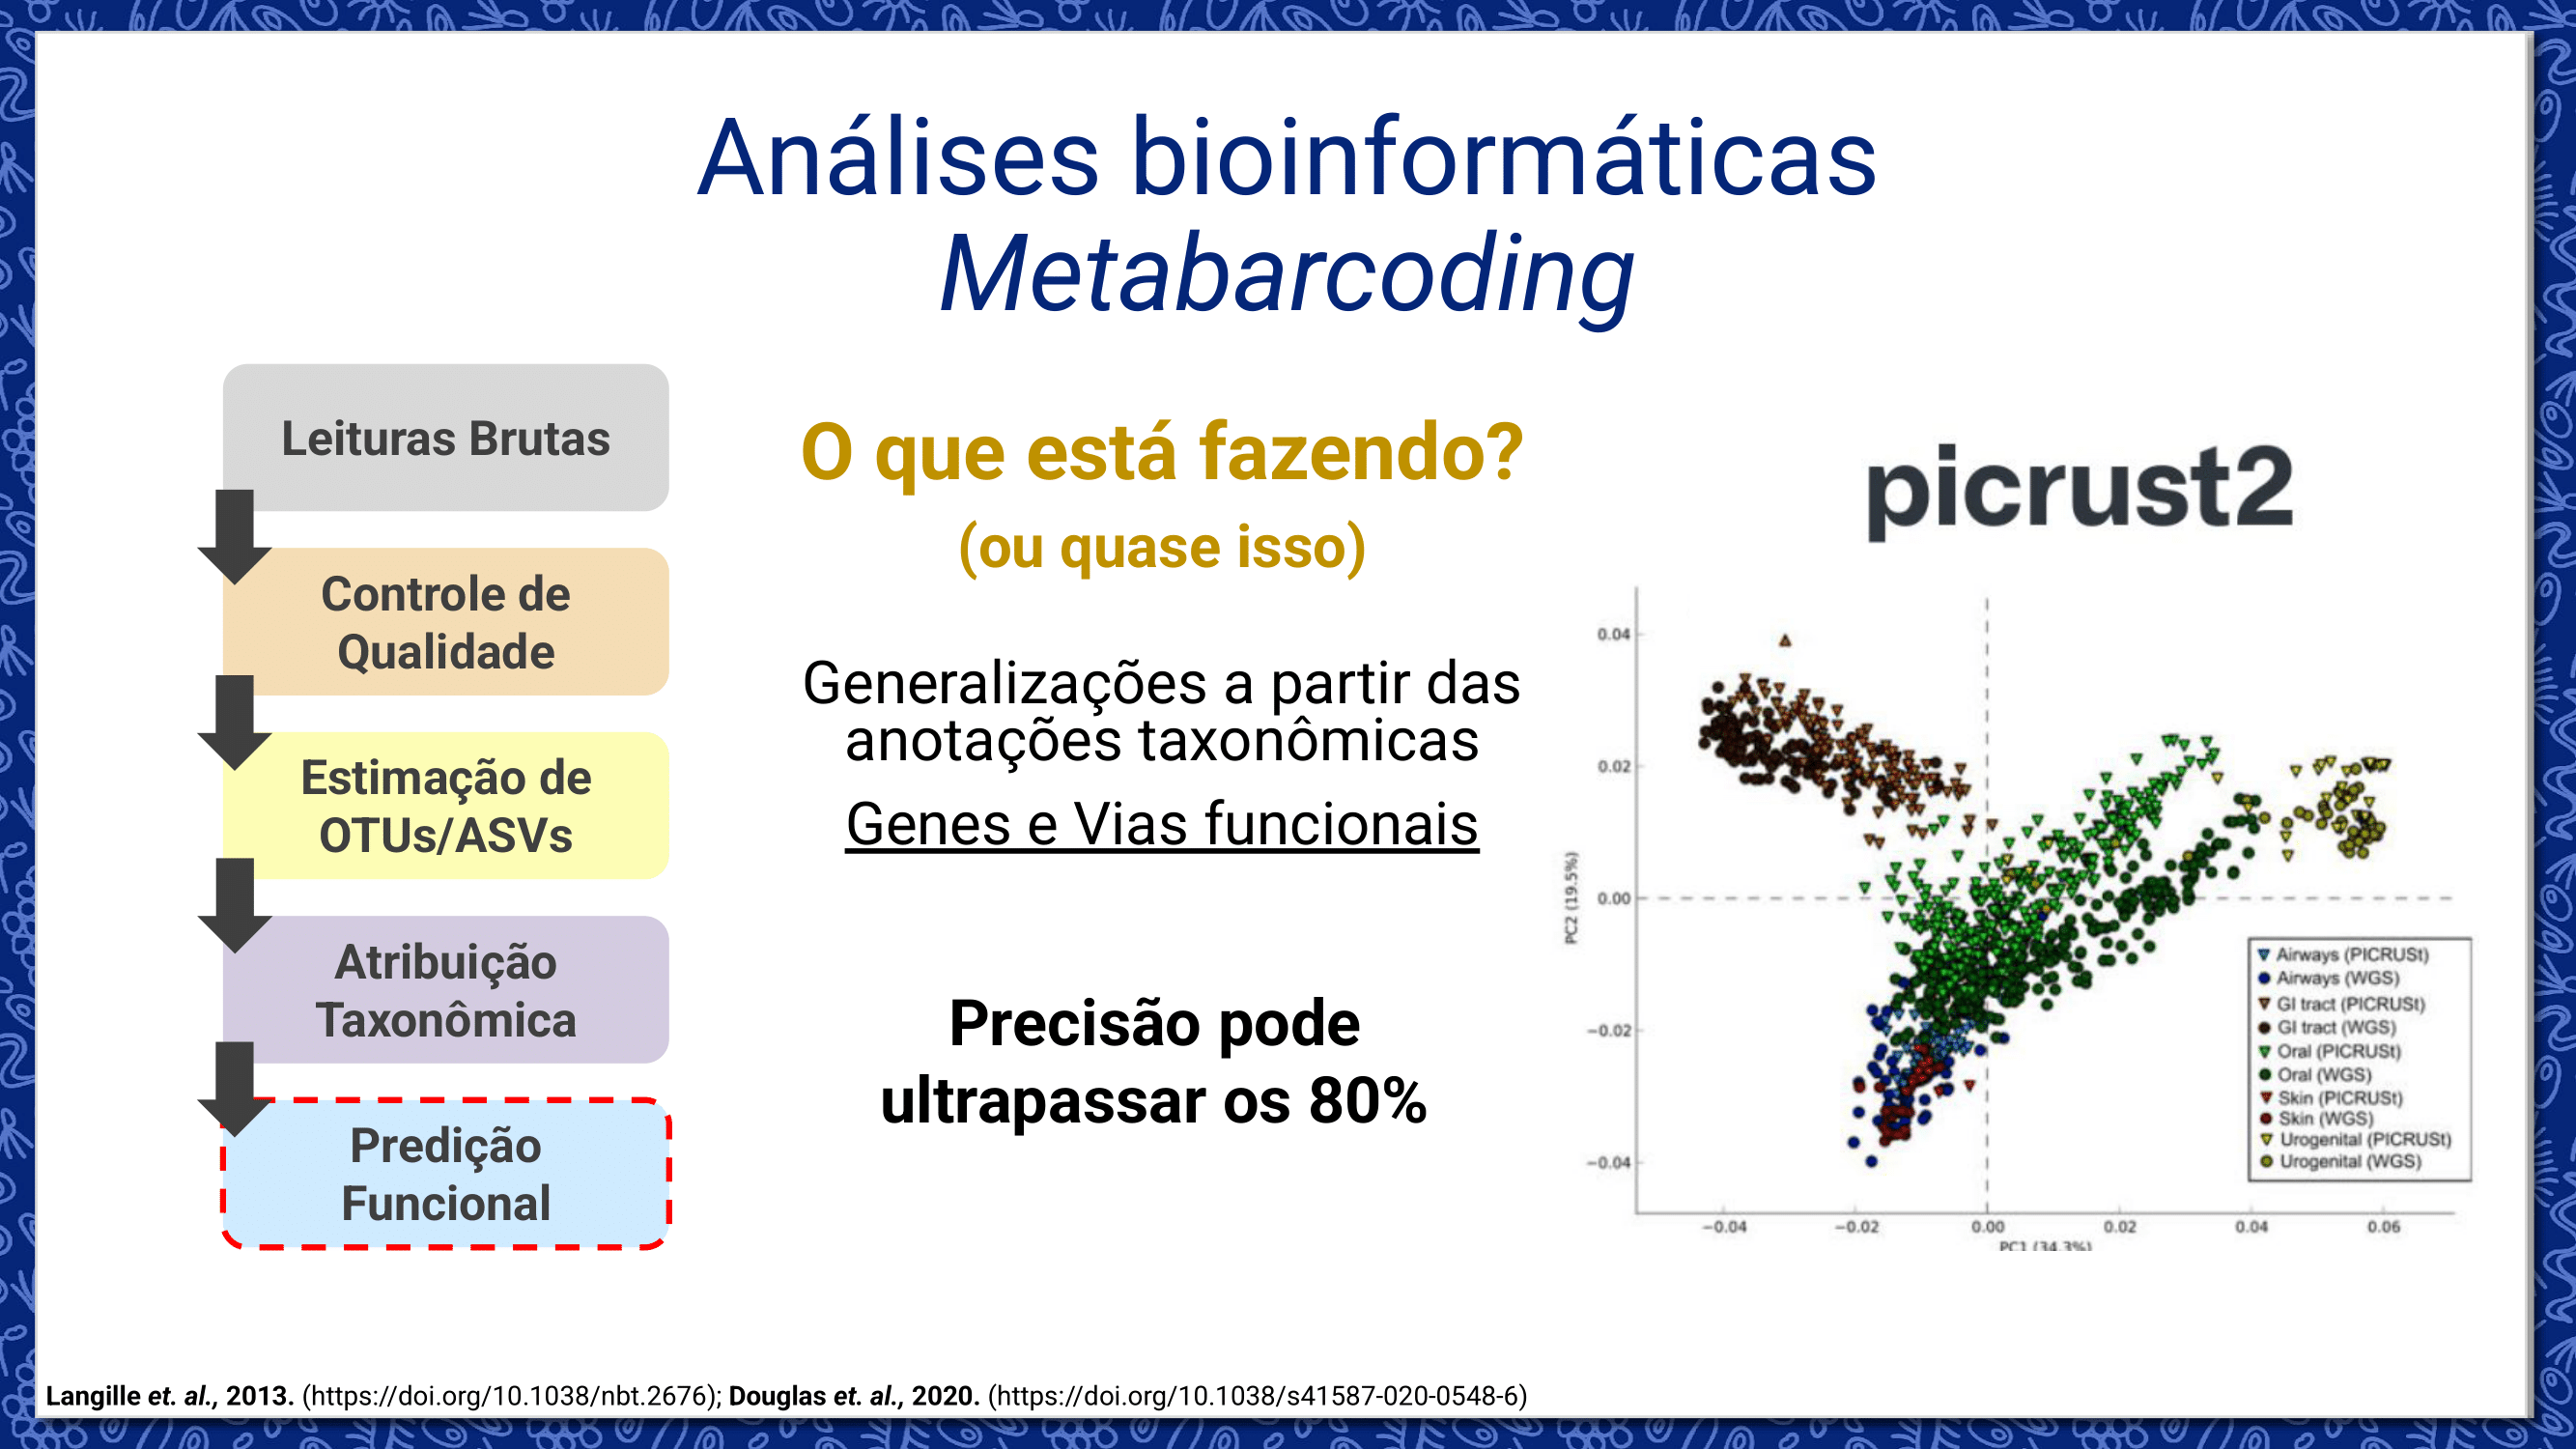 Análises bioinformáticas
Metabarcoding
Leituras Brutas
Controle de
Qualidade
Estimação de
OTUs/ASVs
Atribuição
Taxonômica
Predição
Funcional
O que está fazendo?
(ou quase isso)
Generalizações a partir das
anotações taxonômicas
Genes e Vias funcionais
Precisão pode
ultrapassar os 80%
picrust2
0.04
0.02
0.00
−0.02
−0.04
PC2 (19.5%)
−0.04
−0.02
0.00
0.02
0.04
0.06
PC1 (34.3%)
Airways (PICRUSt)
Airways (WGS)
GI tract (PICRUSt)
GI tract (WGS)
Oral (PICRUSt)
Oral (WGS)
Skin (PICRUSt)
Skin (WGS)
Urogenital (PICRUSt)
Urogenital (WGS)
Langille et. al., 2013. (https://doi.org/10.1038/nbt.2676); Douglas et. al., 2020. (https://doi.org/10.1038/s41587-020-0548-6)